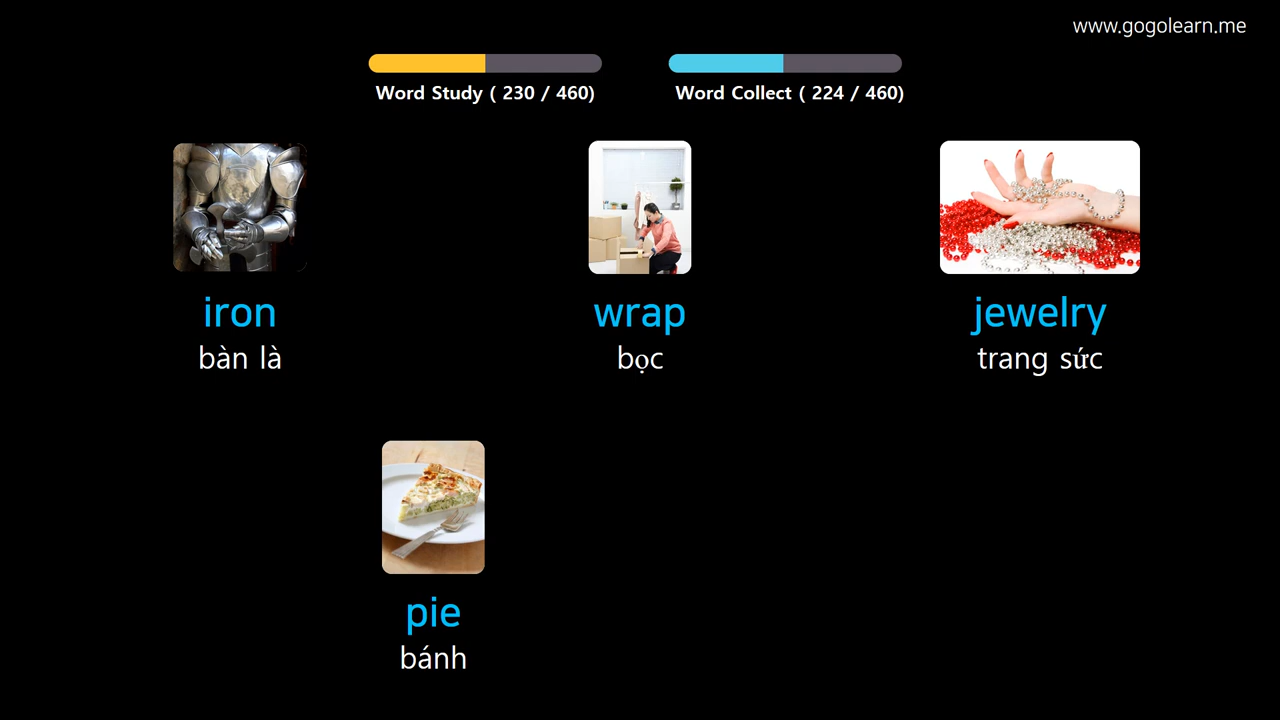 www.gogolearn.me
Word Study ( 230 / 460)
Word Collect ( 224 / 460)
iron
bàn là
wrap
bọc
jewelry
trang sức
pie
bánh